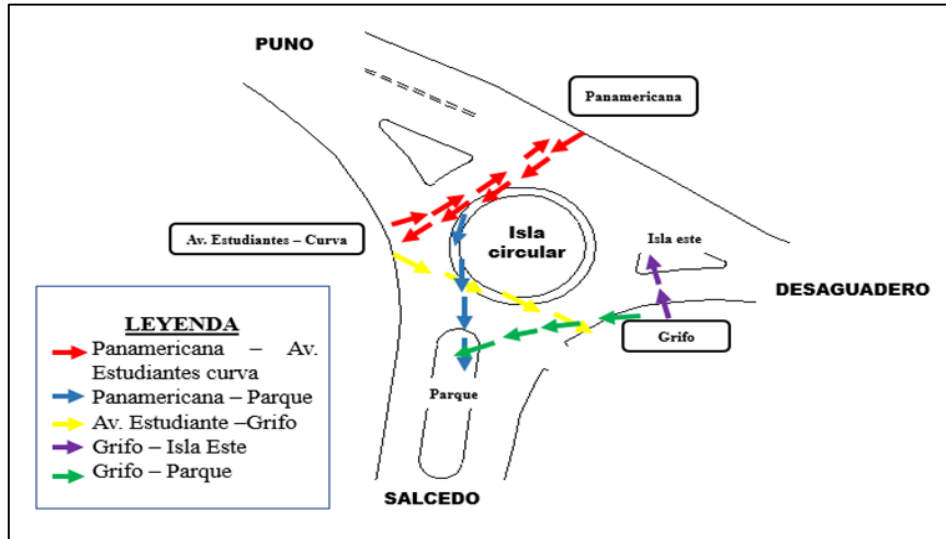 PUNO
Panamericana
Av. Estudiantes – Curva
Isla
circular
Isla este
DESAGUADERO
Grifo
Parque
SALCEDO
LEYENDA
Panamericana – Av.
Estudiantes curva
Panamericana – Parque
Av. Estudiante –Grifo
Grifo – Isla Este
Grifo – Parque